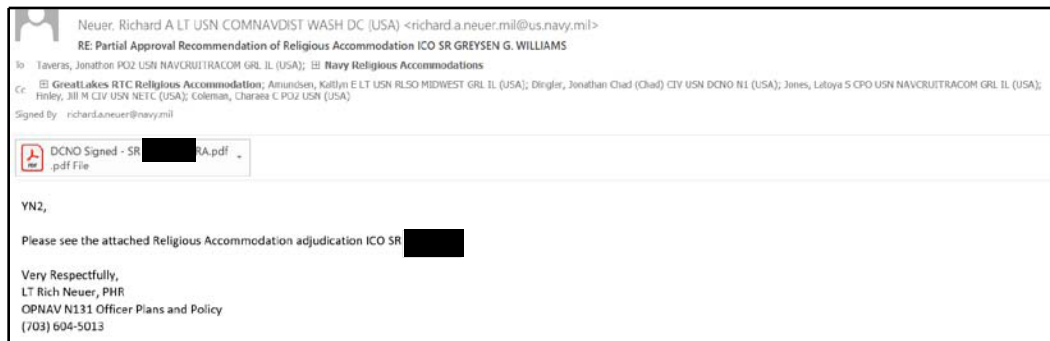 Neuer, Richard A LT USN COMNAVDIST WASH DC (USA) <richard.a.neuer.mil@us.navy.mil>
RE: Partial Approval Recommendation of Religious Accommodation ICO SR GREYSEN G. WILLIAMS
To Taveras, Jonathon PO2 USN NAVCRUITRACOM GRL IL (USA); Navy Religious Accommodations
Cc GreatLakes RTC Religious Accommodation; Amundsen, Kaitlyn E LT USN RLSO MIDWEST GRL IL (USA); Dingler, Jonathan Chad (Chad) CIV USN DCNO N1 (USA); Jones, Latoya S CPO USN NAVCRUITRACOM GRL IL (USA);
Finley, Jill M CIV USN NETC (USA); Coleman, Charaea C PO2 USN (USA)
Signed By richard.a.neuer@navy.mil
DCNO Signed - SR RA.pdf
PDF .pdf File
YN2,
Please see the attached Religious Accommodation adjudication ICO SR
Very Respectfully,
LT Rich Neuer, PHR
OPNAV N131 Officer Plans and Policy
(703) 604-5013